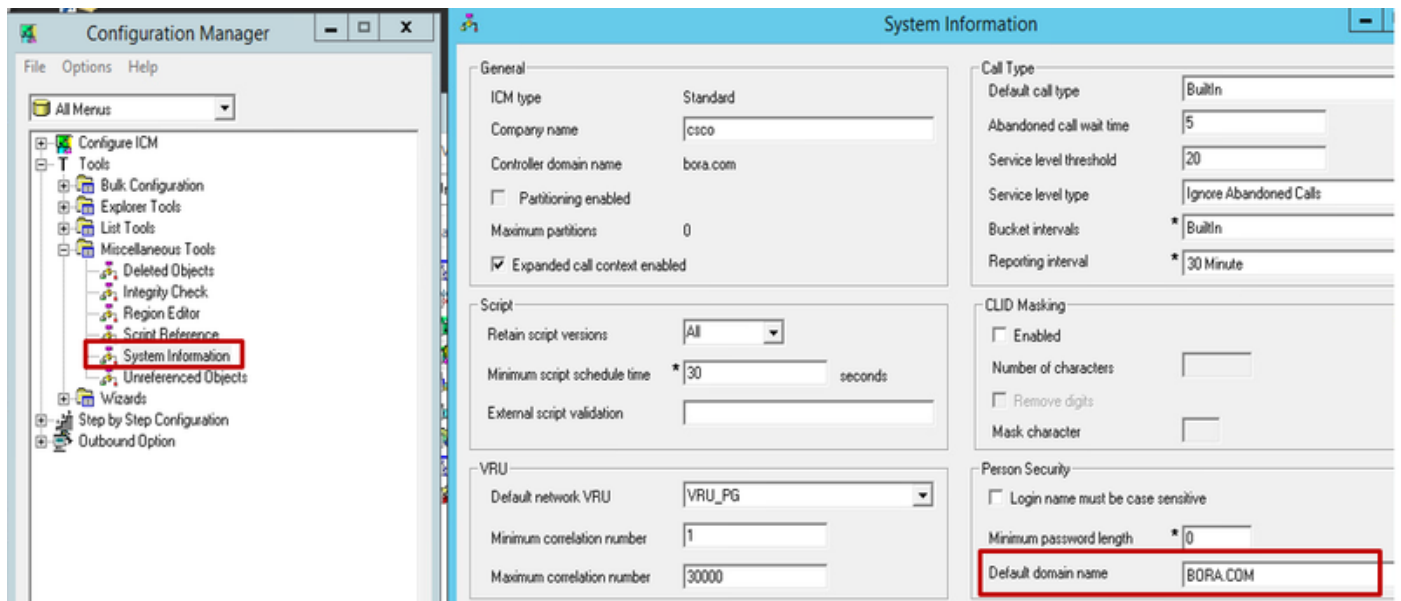 Configuration Manager
File Options Help
All Menus
Configure ICM
Tools
Bulk Configuration
Explorer Tools
List Tools
Miscellaneous Tools
Deleted Objects
Integrity Check
Region Editor
Script Reference
System Information
Unreferenced Objects
Wizards
Step by Step Configuration
Outbound Option
System Information
General
ICM type Standard
Company name csco
Controller domain name bora.com
Partitioning enabled
Maximum partitions 0
Expanded call context enabled
Script
Retain script versions All
Minimum script schedule time * 30 seconds
External script validation
VRU
Default network VRU VRU_PG
Minimum correlation number 1
Maximum correlation number 30000
Call Type
Default call type BuiltIn
Abandoned call wait time 5
Service level threshold 20
Service level type Ignore Abandoned Calls
Bucket intervals * BuiltIn
Reporting interval * 30 Minute
CLID Masking
Enabled
Number of characters
Remove digits
Mask character
Person Security
Login name must be case sensitive
Minimum password length * 0
Default domain name BORA.COM